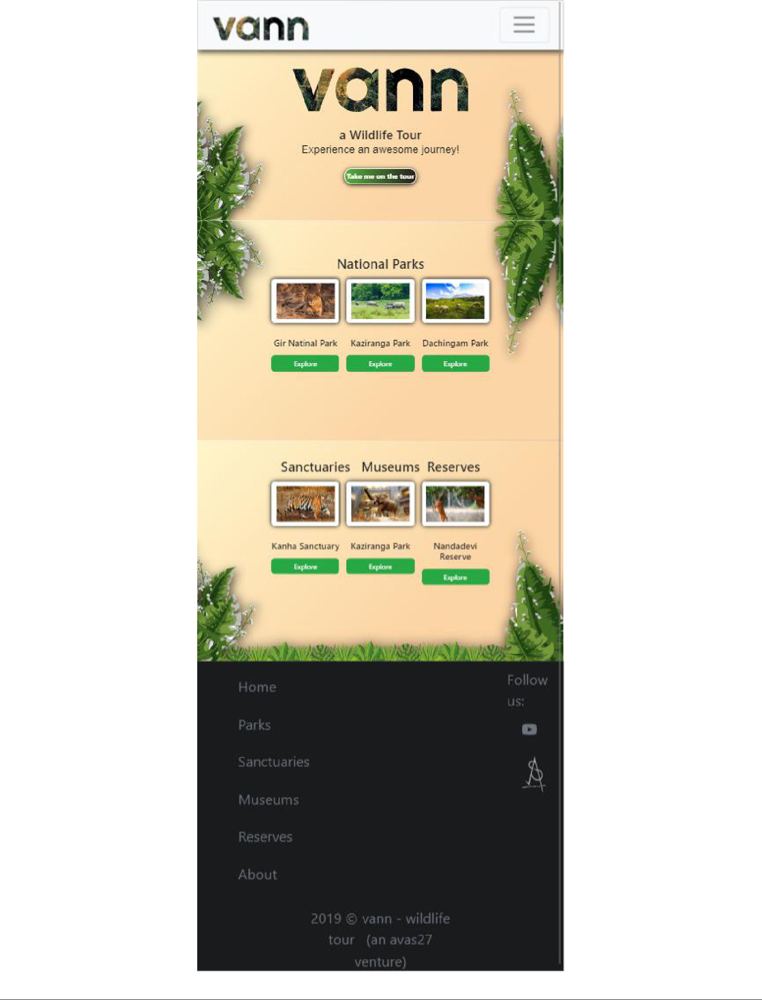 vann
vann
a Wildlife Tour
Experience an awesome journey!
Take me on the tour
National Parks
Gir Natinal Park Kaziranga Park Dachingam Park
Explore Explore Explore
Sanctuaries Museums Reserves
Kanha Sanctuary Kaziranga Park Nandadevi
Reserve
Explore Explore Explore
Home
Parks
Sanctuaries
Museums
Reserves
About
Follow
us:
2019 © vann - wildlife
tour (an avas27
venture)